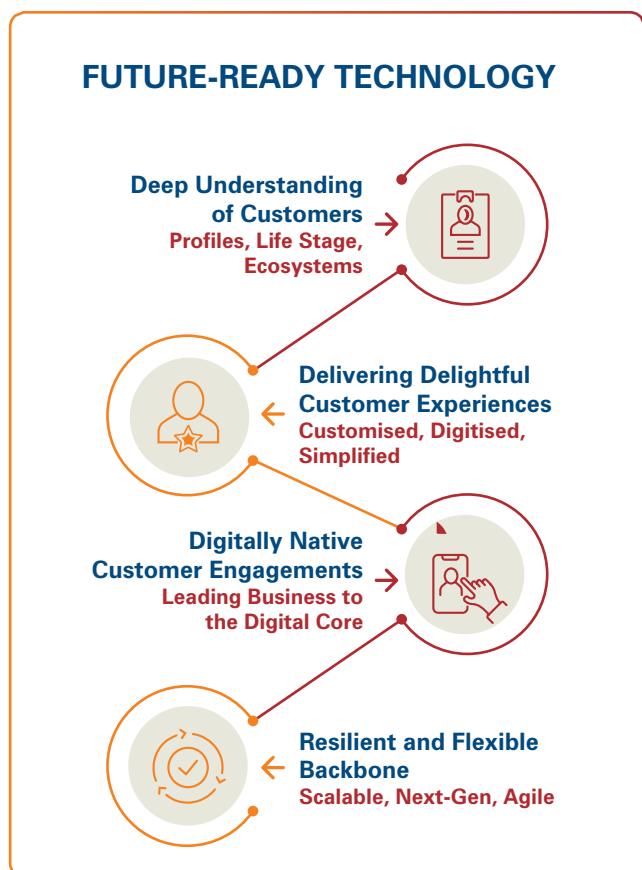 FUTURE-READY TECHNOLOGY
Deep Understanding
of Customers
Profiles, Life Stage,
Ecosystems
Delivering Delightful
Customer Experiences
Customised, Digitised,
Simplified
Digitally Native
Customer Engagements
Leading Business to
the Digital Core
Resilient and Flexible
Backbone
Scalable, Next-Gen, Agile